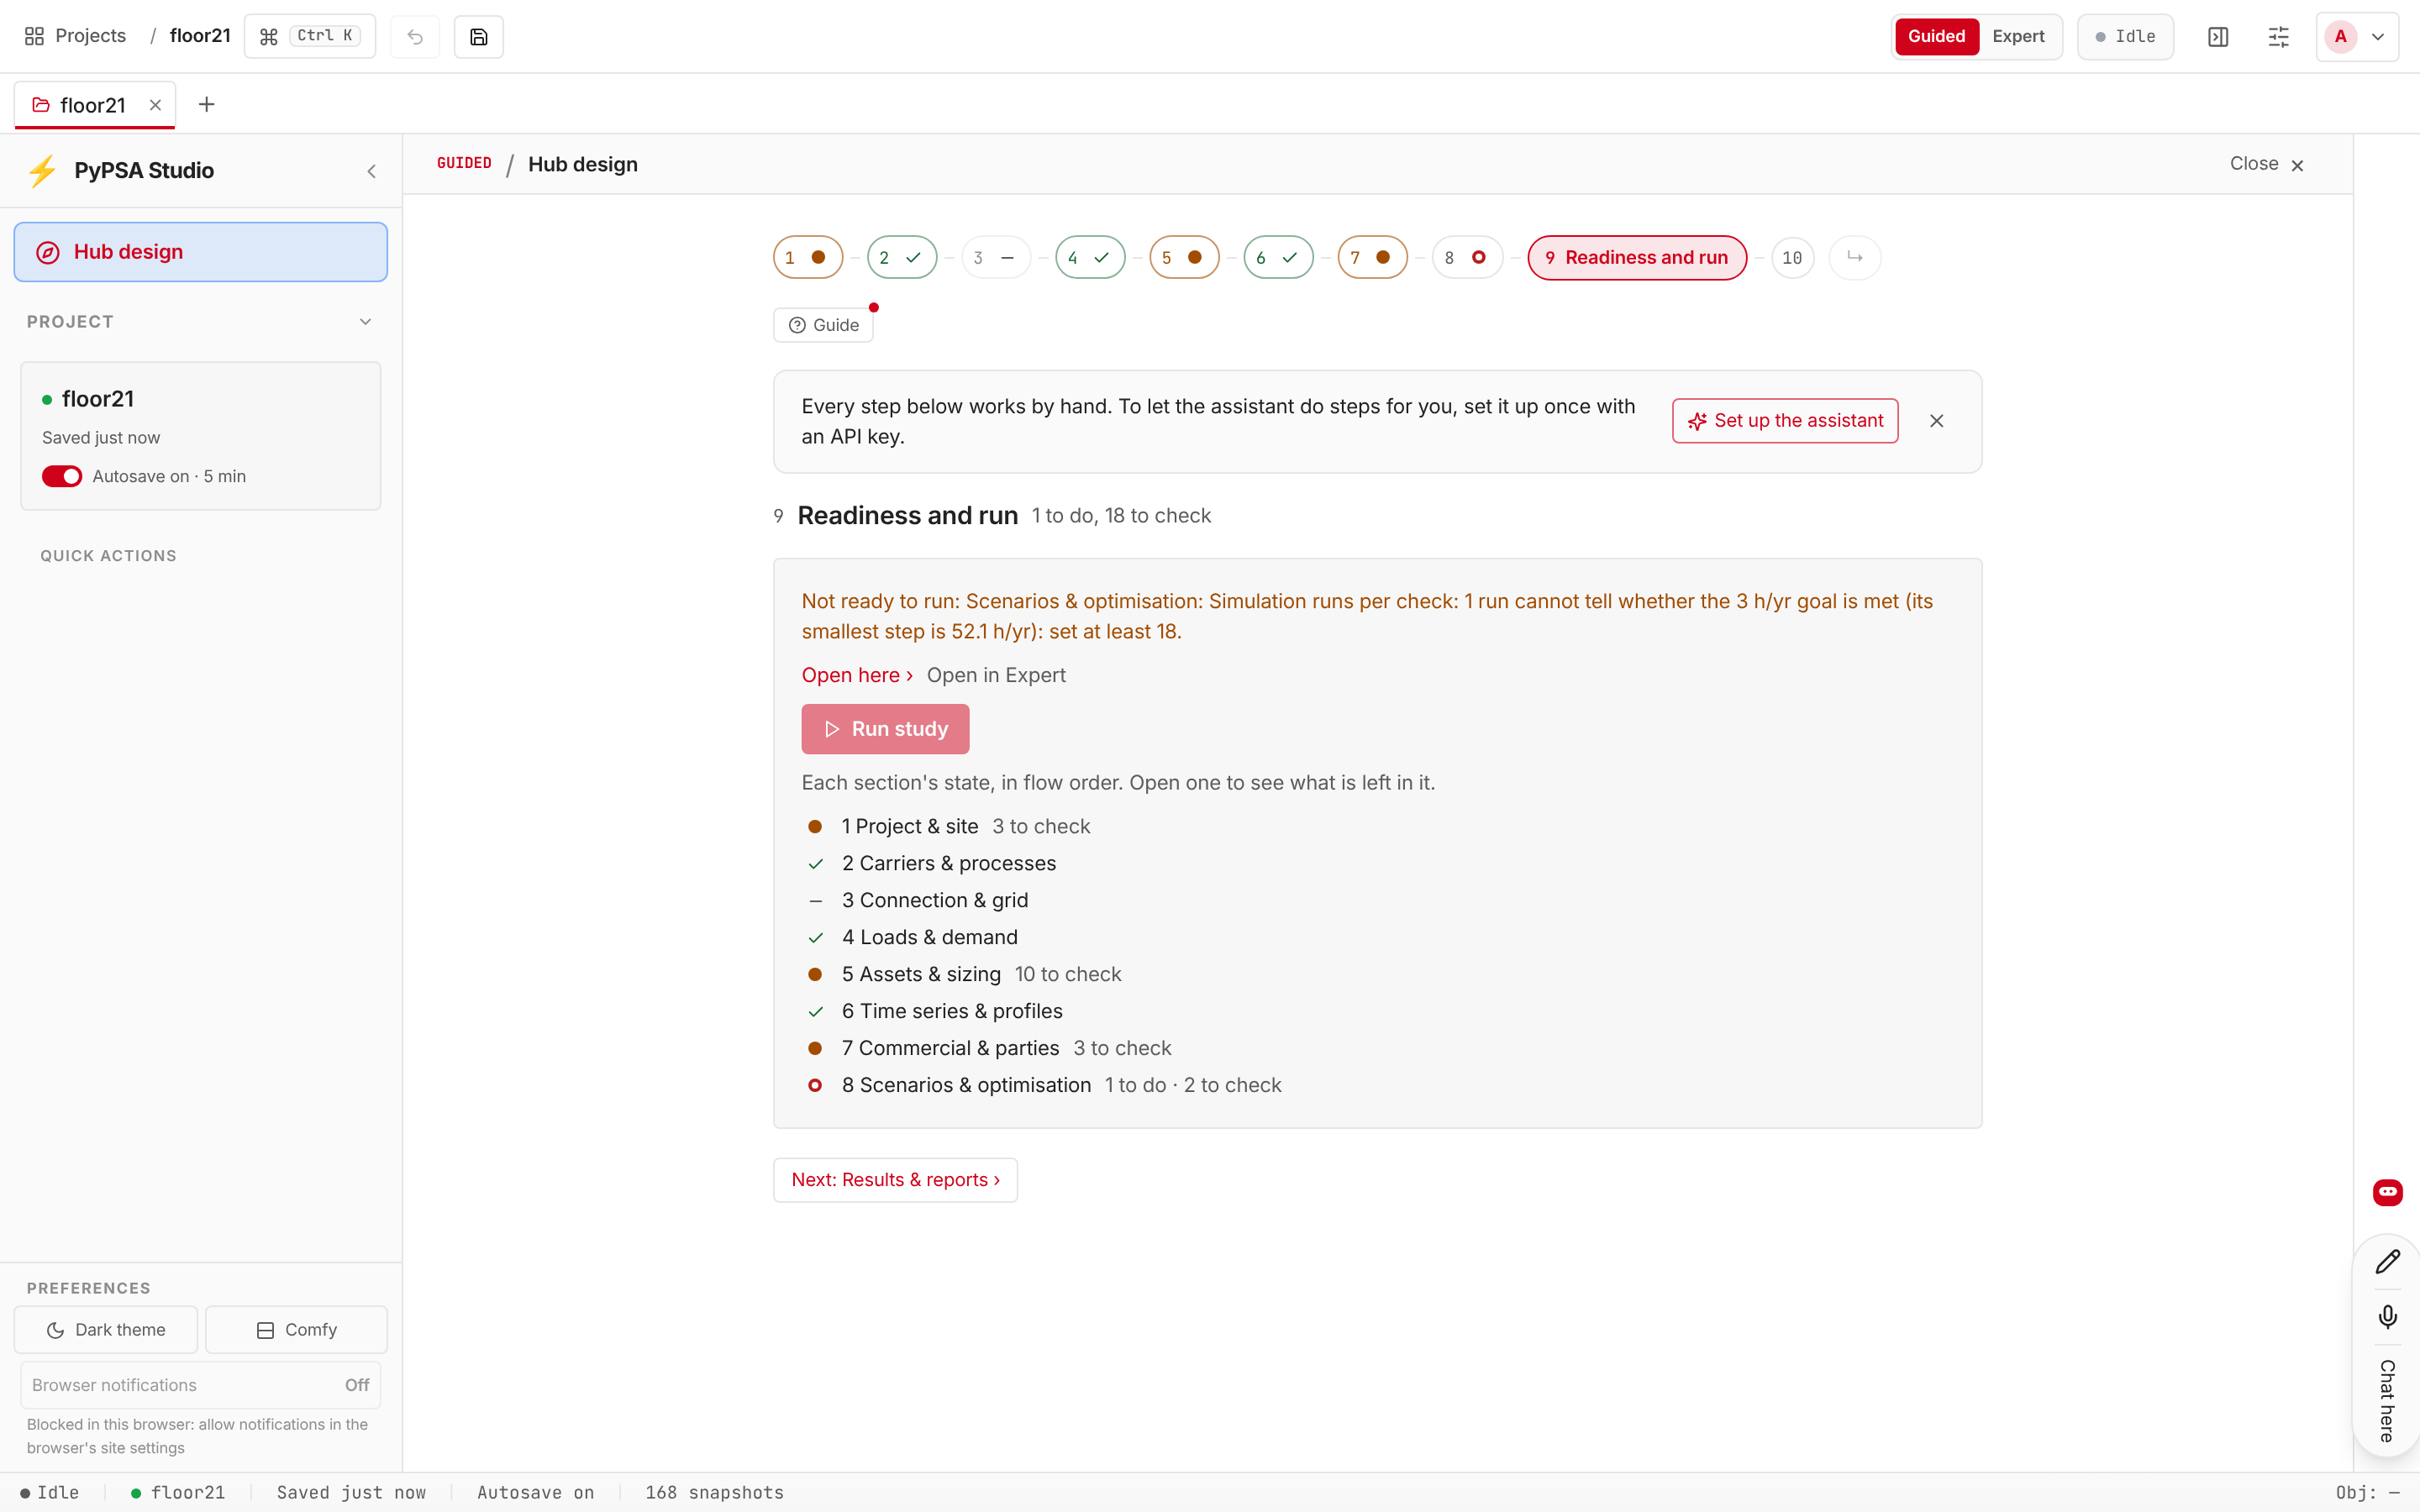 Projects / floor21 Ctrl K Guided Expert Idle A
floor21
PyPSA Studio
GUIDED / Hub design Close
Hub design
1 2 3 4 5 6 7 8 9 Readiness and run 10
PROJECT
Guide
floor21
Saved just now
Autosave on · 5 min
Every step below works by hand. To let the assistant do steps for you, set it up once with
an API key.
Set up the assistant
QUICK ACTIONS
9 Readiness and run 1 to do, 18 to check
Not ready to run: Scenarios & optimisation: Simulation runs per check: 1 run cannot tell whether the 3 h/yr goal is met (its
smallest step is 52.1 h/yr): set at least 18.
Open here › Open in Expert
Run study
Each section's state, in flow order. Open one to see what is left in it.
1 Project & site 3 to check
2 Carriers & processes
3 Connection & grid
4 Loads & demand
5 Assets & sizing 10 to check
6 Time series & profiles
7 Commercial & parties 3 to check
8 Scenarios & optimisation 1 to do · 2 to check
Next: Results & reports ›
PREFERENCES
Dark theme Comfy
Browser notifications Off
Blocked in this browser: allow notifications in the
browser's site settings
Chat here
Idle floor21 Saved just now Autosave on 168 snapshots Obj: —